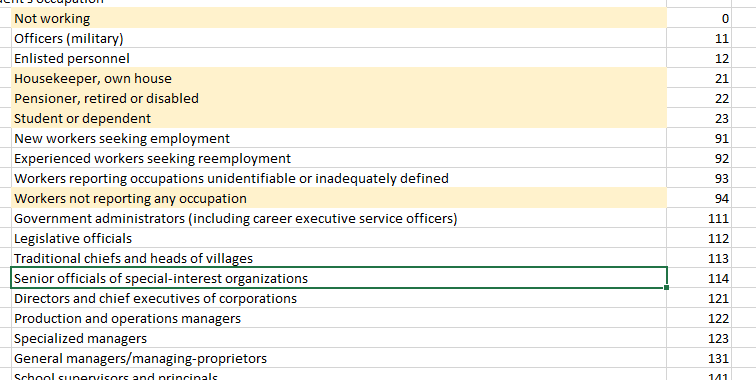 occupation
Not working 0
Officers (military) 11
Enlisted personnel 12
Housekeeper, own house 21
Pensioner, retired or disabled 22
Student or dependent 23
New workers seeking employment 91
Experienced workers seeking reemployment 92
Workers reporting occupations unidentifiable or inadequately defined 93
Workers not reporting any occupation 94
Government administrators (including career executive service officers) 111
Legislative officials 112
Traditional chiefs and heads of villages 113
Senior officials of special-interest organizations 114
Directors and chief executives of corporations 121
Production and operations managers 122
Specialized managers 123
General managers/managing-proprietors 131
School supervisors and principals 141